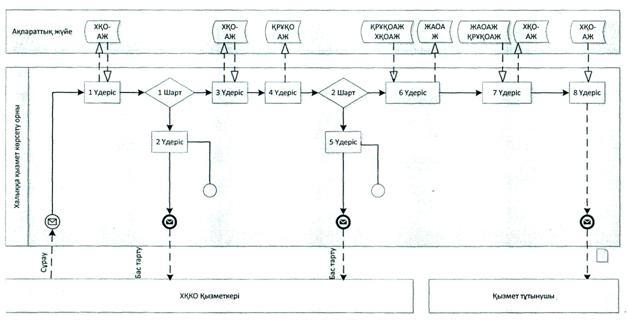 Ақпараттық жүйе
ХҚО-
АЖ
ХҚО-
АЖ
ҚРҰҚО
АЖ
ҚРҰҚОАЖ
ХҚОАЖ
ЖАОА
Ж
ЖАОАЖ
ҚРҰҚОАЖ
ХҚО-
АЖ
ХҚО-
АЖ
Халыққа қызмет көрсету орны
1 Үдеріс
1 Шарт
3 Үдеріс
4 Үдеріс
2 Шарт
6 Үдеріс
7 Үдеріс
8 Үдеріс
2 Үдеріс
5 Үдеріс
Сұрау
Бас тарту
Бас тарту
ХҚКО Қызметкері
Қызмет тұтынушы